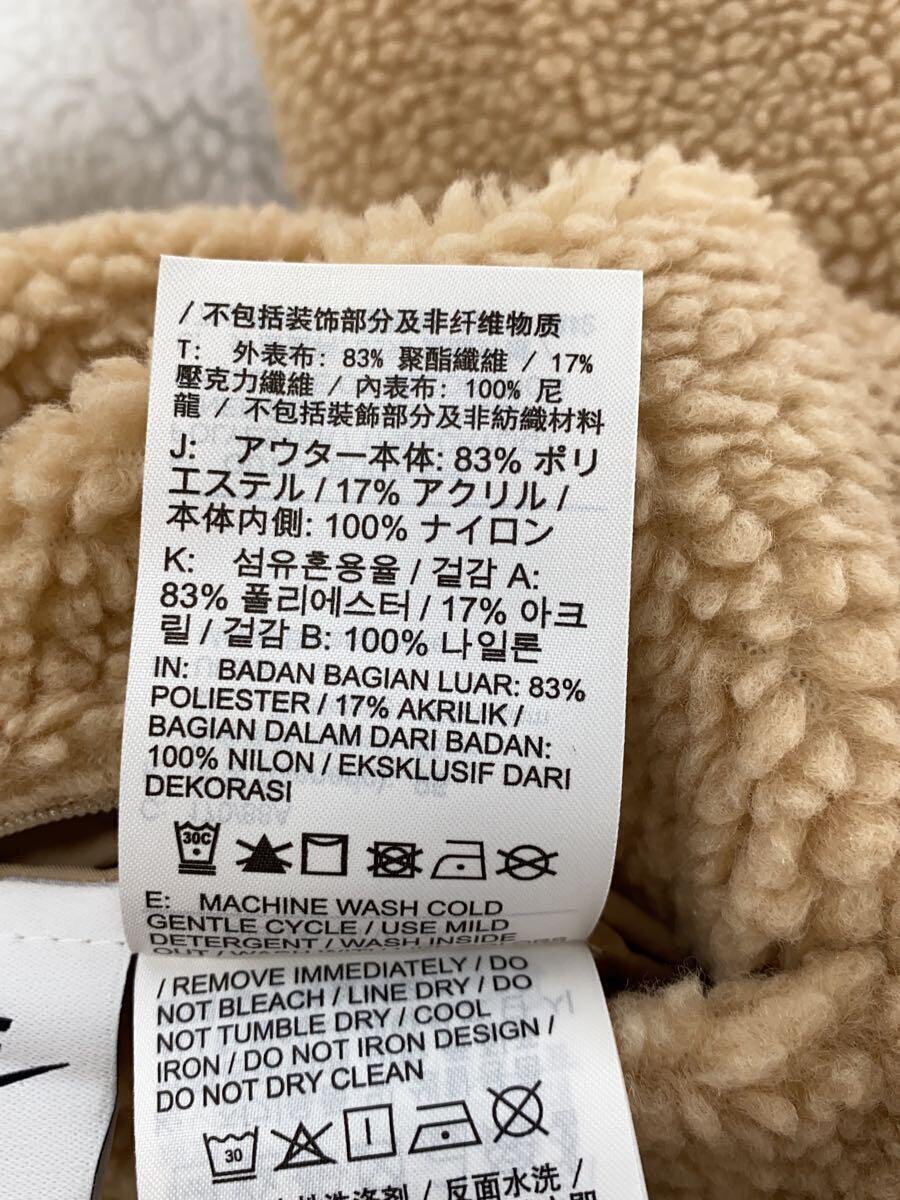 / 不包括装饰部分及非纤维物质
T: 外表布: 83% 聚酯纖維 / 17%
壓克力纖維 / 內表布: 100% 尼
龍 / 不包括裝飾部分及非紡織材料
J: アウター本体: 83% ポリ
エステル / 17% アクリル /
本体内側: 100% ナイロン
K: 섬유혼용율 / 겉감 A:
83% 폴리에스터 / 17% 아크
릴 / 겉감 B: 100% 나일론
IN: BADAN BAGIAN LUAR: 83%
POLIESTER / 17% AKRILIK /
BAGIAN DALAM DARI BADAN:
100% NILON / EKSKLUSIF DARI
DEKORASI
30C
E: MACHINE WASH COLD
GENTLE CYCLE / USE MILD
DETERGENT / WASH INSIDE
/ REMOVE IMMEDIATELY / DO
NOT BLEACH / LINE DRY / DO
NOT TUMBLE DRY / COOL
IRON / DO NOT IRON DESIGN /
DO NOT DRY CLEAN
30
洗涤剂 / 反面水洗 /